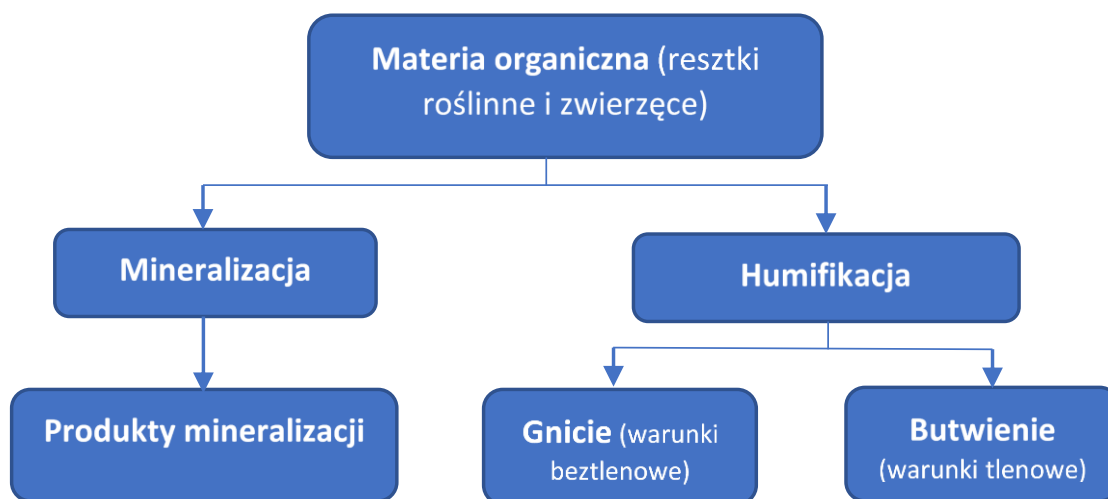 Materia organiczna (resztki
roślinne i zwierzęce)
Mineralizacja
Humifikacja
Produkty mineralizacji
Gnicie (warunki
beztlenowe)
Butwienie
(warunki tlenowe)